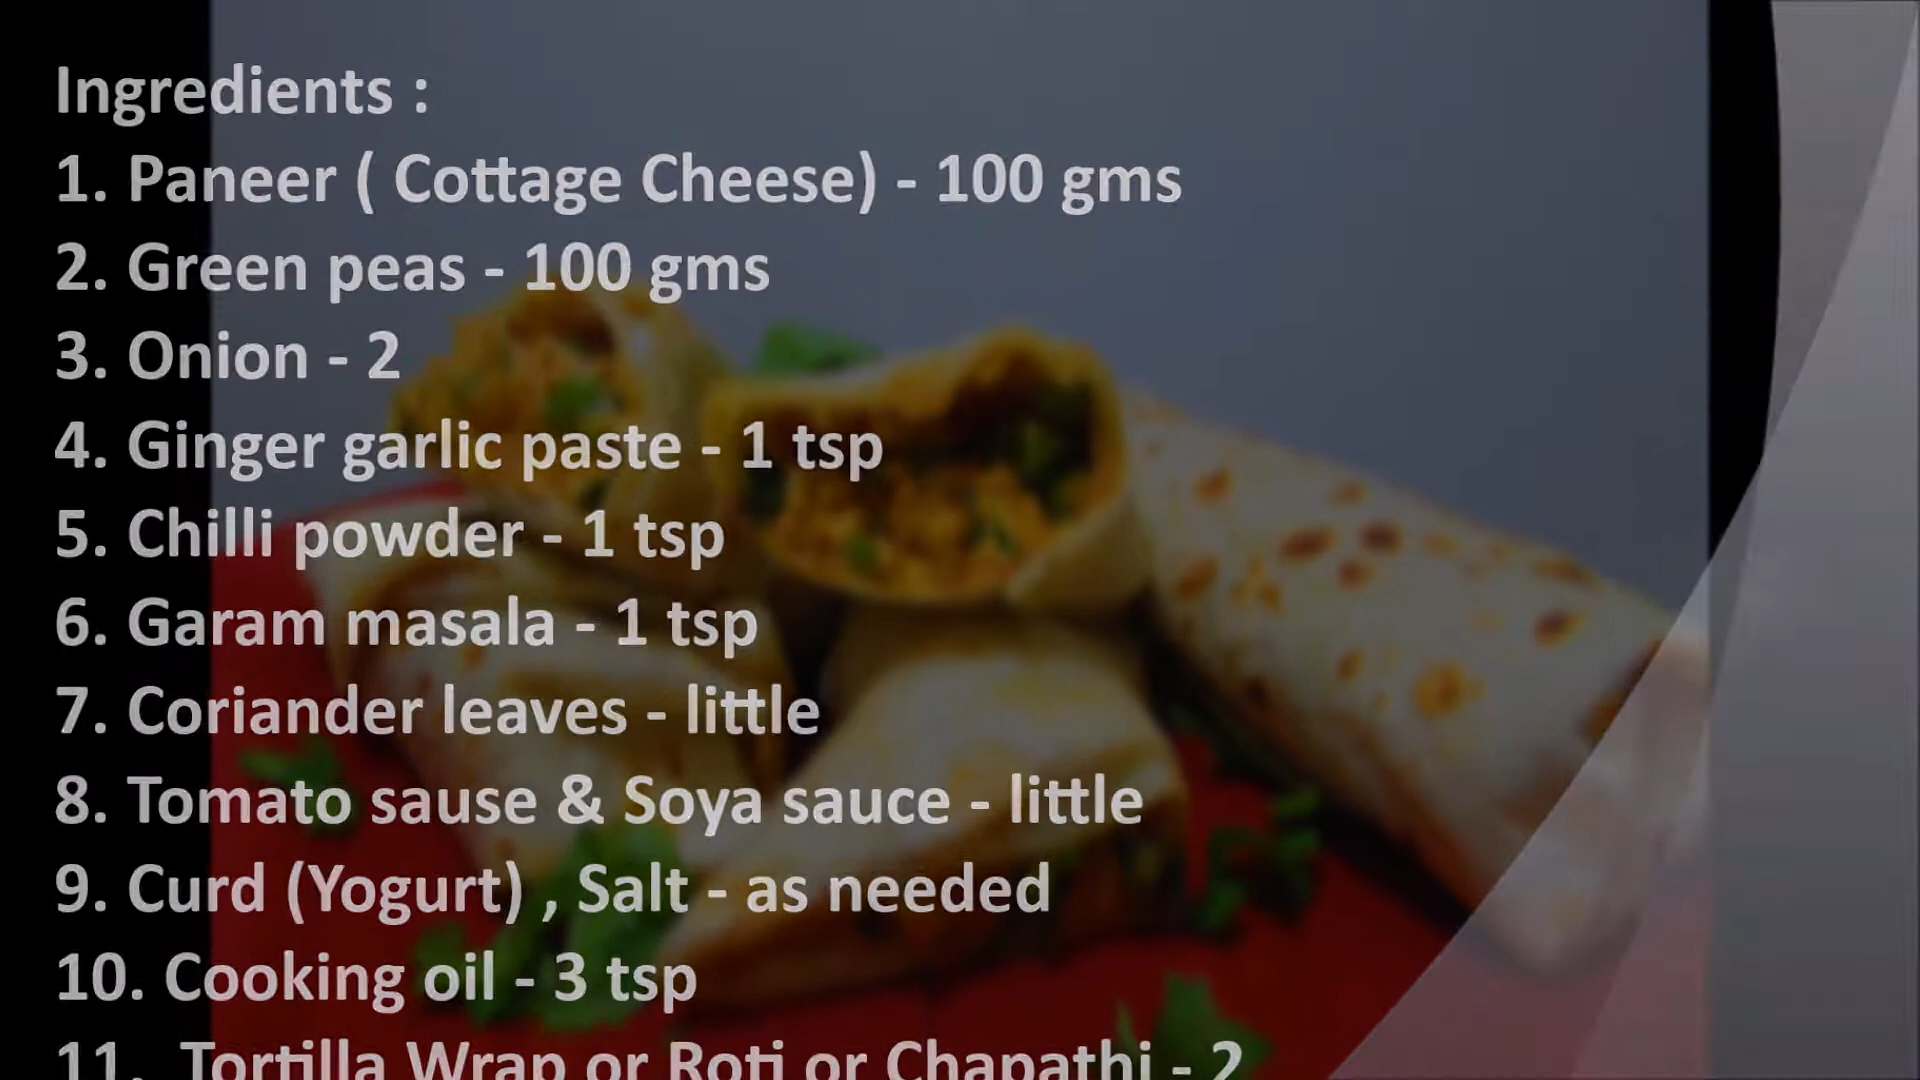 Ingredients :
1. Paneer ( Cottage Cheese) - 100 gms
2. Green peas - 100 gms
3. Onion - 2
4. Ginger garlic paste - 1 tsp
5. Chilli powder - 1 tsp
6. Garam masala - 1 tsp
7. Coriander leaves - little
8. Tomato sause & Soya sauce - little
9. Curd (Yogurt) , Salt - as needed
10. Cooking oil - 3 tsp
11. Tortilla Wrap or Roti or Chapathi - 2